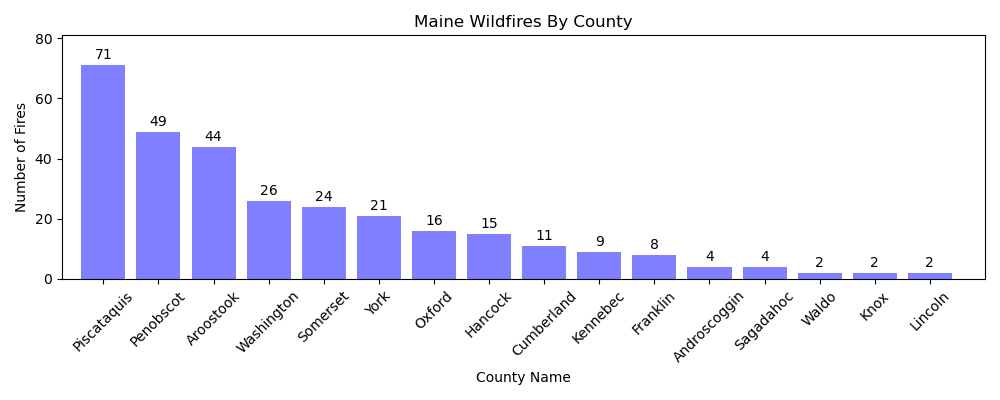 Maine Wildfires By County
Number of Fires
80
60
40
20
0
71
49
44
26
24
21
16
15
11
9
8
4
4
2
2
2
Piscataquis
Penobscot
Aroostook
Washington
Somerset
York
Oxford
Hancock
Cumberland
Kennebec
Franklin
Androscoggin
Sagadahoc
Waldo
Knox
Lincoln
County Name